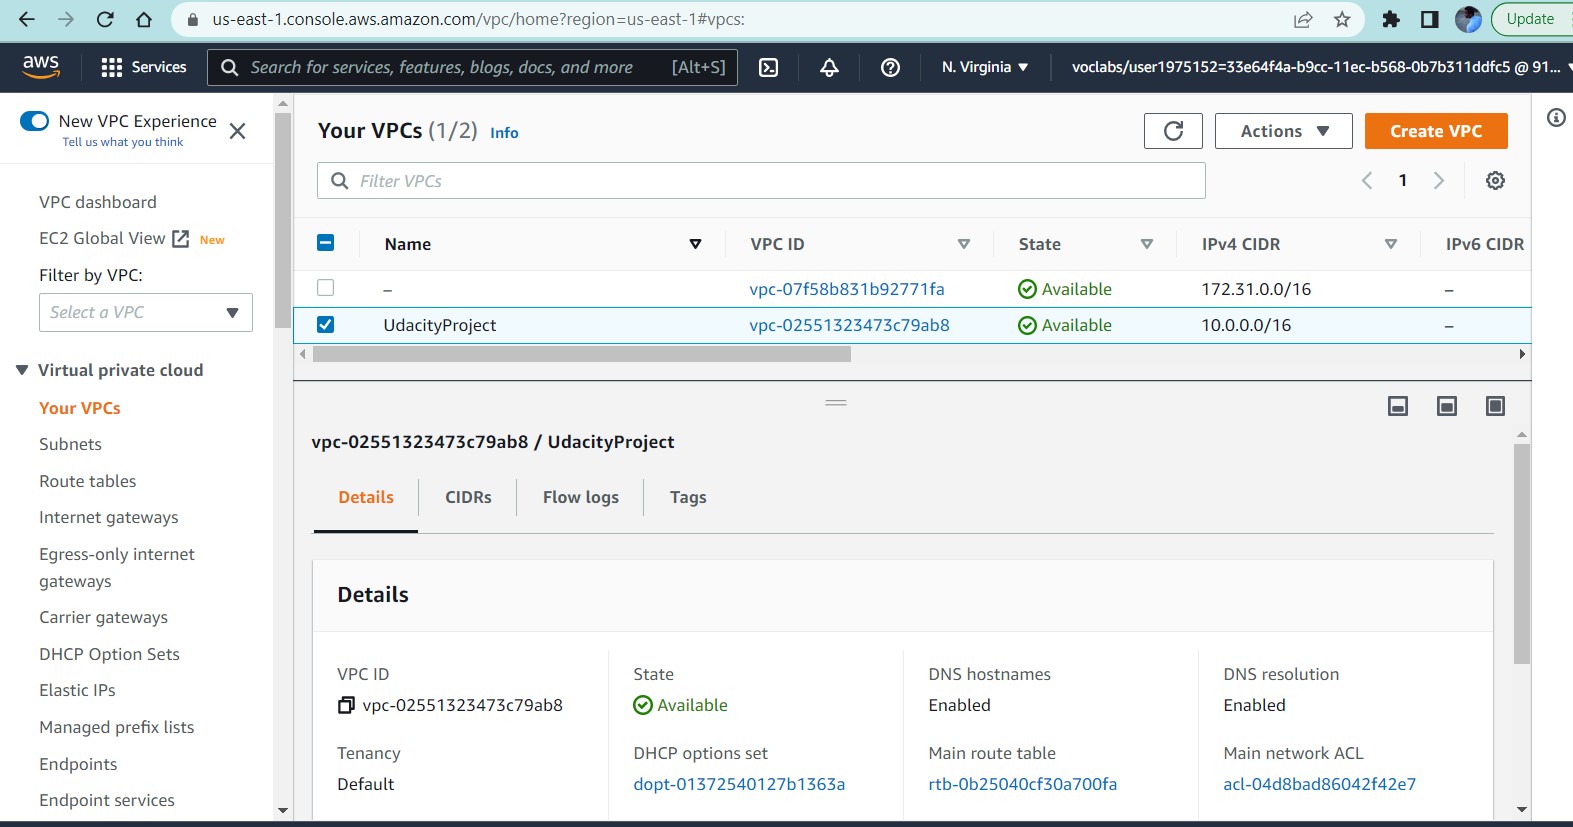 us-east-1.console.aws.amazon.com/vpc/home?region=us-east-1#vpcs:
Update
aws
Services
Search for services, features, blogs, docs, and more
[Alt+S]
N. Virginia
voclabs/user1975152=33e64f4a-b9cc-11ec-b568-0b7b311ddfc5 @ 91...
New VPC Experience
Tell us what you think
VPC dashboard
EC2 Global View
New
Filter by VPC:
Select a VPC
Virtual private cloud
Your VPCs
Subnets
Route tables
Internet gateways
Egress-only internet
gateways
Carrier gateways
DHCP Option Sets
Elastic IPs
Managed prefix lists
Endpoints
Endpoint services
Your VPCs (1/2) Info
Actions
Create VPC
Filter VPCs
1
Name VPC ID State IPv4 CIDR IPv6 CIDR
– vpc-07f58b831b92771fa Available 172.31.0.0/16 –
UdacityProject vpc-02551323473c79ab8 Available 10.0.0.0/16 –
vpc-02551323473c79ab8 / UdacityProject
Details CIDRs Flow logs Tags
Details
VPC ID State DNS hostnames DNS resolution
vpc-02551323473c79ab8 Available Enabled Enabled
Tenancy DHCP options set Main route table Main network ACL
Default dopt-01372540127b1363a rtb-0b25040cf30a700fa acl-04d8bad86042f42e7